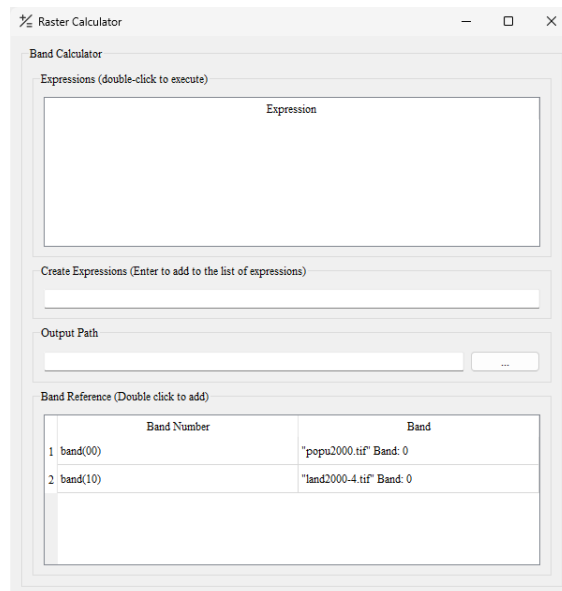 Raster Calculator
Band Calculator
Expressions (double-click to execute)
Expression
Create Expressions (Enter to add to the list of expressions)
Output Path
...
Band Reference (Double click to add)
Band Number Band
1 band(00) "popu2000.tif" Band: 0
2 band(10) "land2000-4.tif" Band: 0